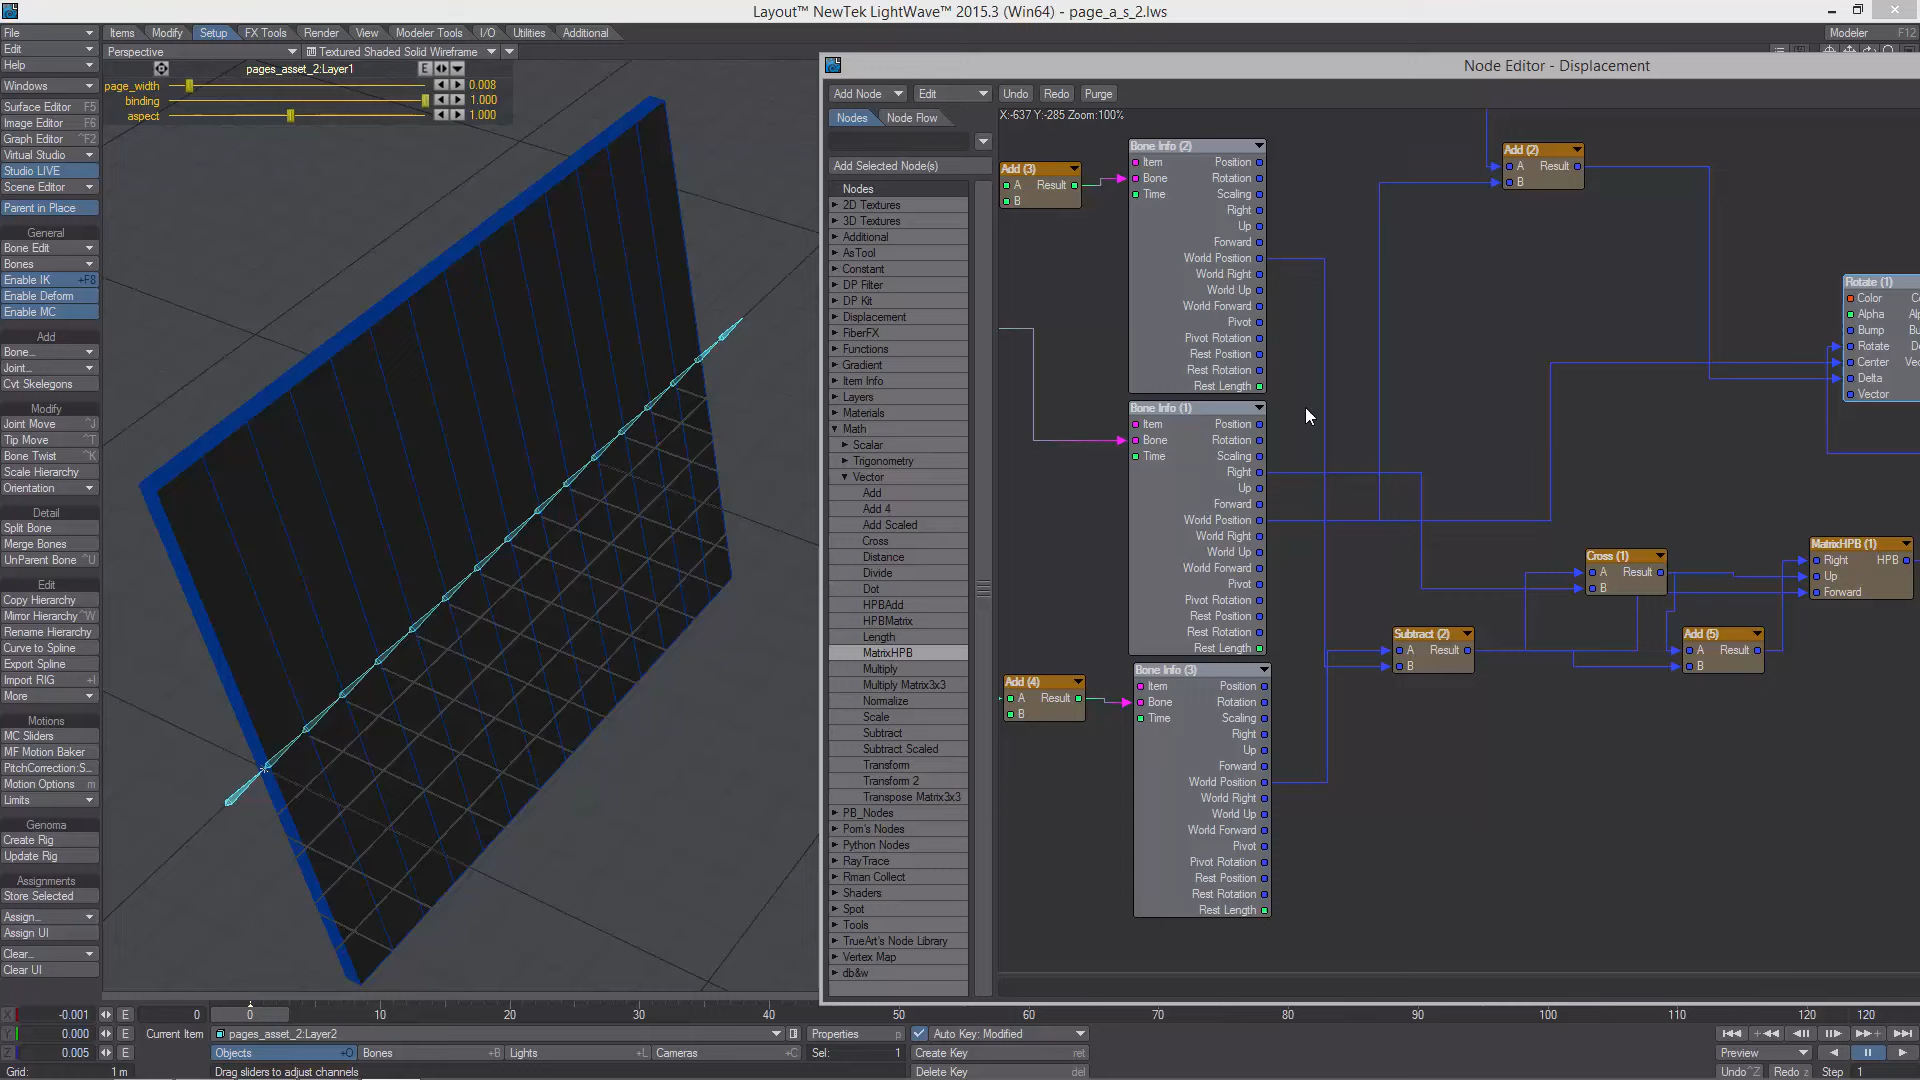 Layout™ NewTek LightWave™ 2015.3 (Win64) - page_a_s_2.lws
File
Items
Modify
Setup
FX Tools
Render
View
Modeler Tools
I/O
Utilities
Additional
Modeler F12
Edit
Perspective
Textured Shaded Solid Wireframe
Help
pages_asset_2:Layer1
E
page_width
0.008
binding
1.000
aspect
1.000
Windows
Surface Editor F5
Image Editor F6
Graph Editor ^F2
Virtual Studio
Studio LIVE
Scene Editor
Parent in Place
General
Bone Edit
Bones
Enable IK +F8
Enable Deform
Enable MC
Add
Bone...
Joint...
Cvt Skelegons
Modify
Joint Move ^J
Tip Move ^T
Bone Twist ^K
Scale Hierarchy
Orientation
Detail
Split Bone
Merge Bones
UnParent Bone ^U
Edit
Copy Hierarchy
Mirror Hierarchy ^W
Rename Hierarchy
Curve to Spline
Export Spline
Import RIG +I
More
Motions
MC Sliders
MF Motion Baker
PitchCorrection:S...
Motion Options m
Limits
Genoma
Create Rig
Update Rig
Assignments
Store Selected
Assign...
Assign UI
Clear...
Clear UI
Node Editor - Displacement
Add Node
Edit
Undo
Redo
Purge
Nodes
Node Flow
X:-637 Y:-285 Zoom:100%
Add Selected Node(s)
Nodes
2D Textures
3D Textures
Additional
AsTool
Constant
DP Filter
DP Kit
Displacement
FiberFX
Functions
Gradient
Item Info
Layers
Materials
Math
Scalar
Trigonometry
Vector
Add
Add 4
Add Scaled
Cross
Distance
Divide
Dot
HPBAdd
HPBMatrix
Length
MatrixHPB
Multiply
Multiply Matrix3x3
Normalize
Scale
Subtract
Subtract Scaled
Transform
Transform 2
Transpose Matrix3x3
PB_Nodes
Pom's Nodes
Python Nodes
RayTrace
Rman Collect
Shaders
Spot
Tools
TrueArt's Node Library
Vertex Map
db&w
Add (3)
A Result
B
Bone Info (2)
Item Position
Bone Rotation
Time Scaling
Right
Up
Forward
World Position
World Right
World Up
World Forward
Pivot
Pivot Rotation
Rest Position
Rest Rotation
Rest Length
Bone Info (1)
Item Position
Bone Rotation
Time Scaling
Right
Up
Forward
World Position
World Right
World Up
World Forward
Pivot
Pivot Rotation
Rest Position
Rest Rotation
Rest Length
Add (4)
A Result
B
Bone Info (3)
Item Position
Bone Rotation
Time Scaling
Right
Up
Forward
World Position
World Right
World Up
World Forward
Pivot
Pivot Rotation
Rest Position
Rest Rotation
Rest Length
Add (2)
A Result
B
Rotate (1)
Color
Alpha
Bump
Rotate
Center
Delta
Vector
Cross (1)
A Result
B
MatrixHPB (1)
Right HPB
Up
Forward
Subtract (2)
A Result
B
Add (5)
A Result
B
X -0.001 E
0 0 10 20 30 40 50 60 70 80 90 100 110 120 120
Y 0.000 E
Current Item
pages_asset_2:Layer2
Properties p
Auto Key: Modified
Z 0.005 E
Objects +O
Bones +B
Lights +L
Cameras +C
Sel: 1
Create Key ret
Preview
Grid: 1 m
Drag sliders to adjust channels
Delete Key del
Undo ^Z
Redo z
Step 1